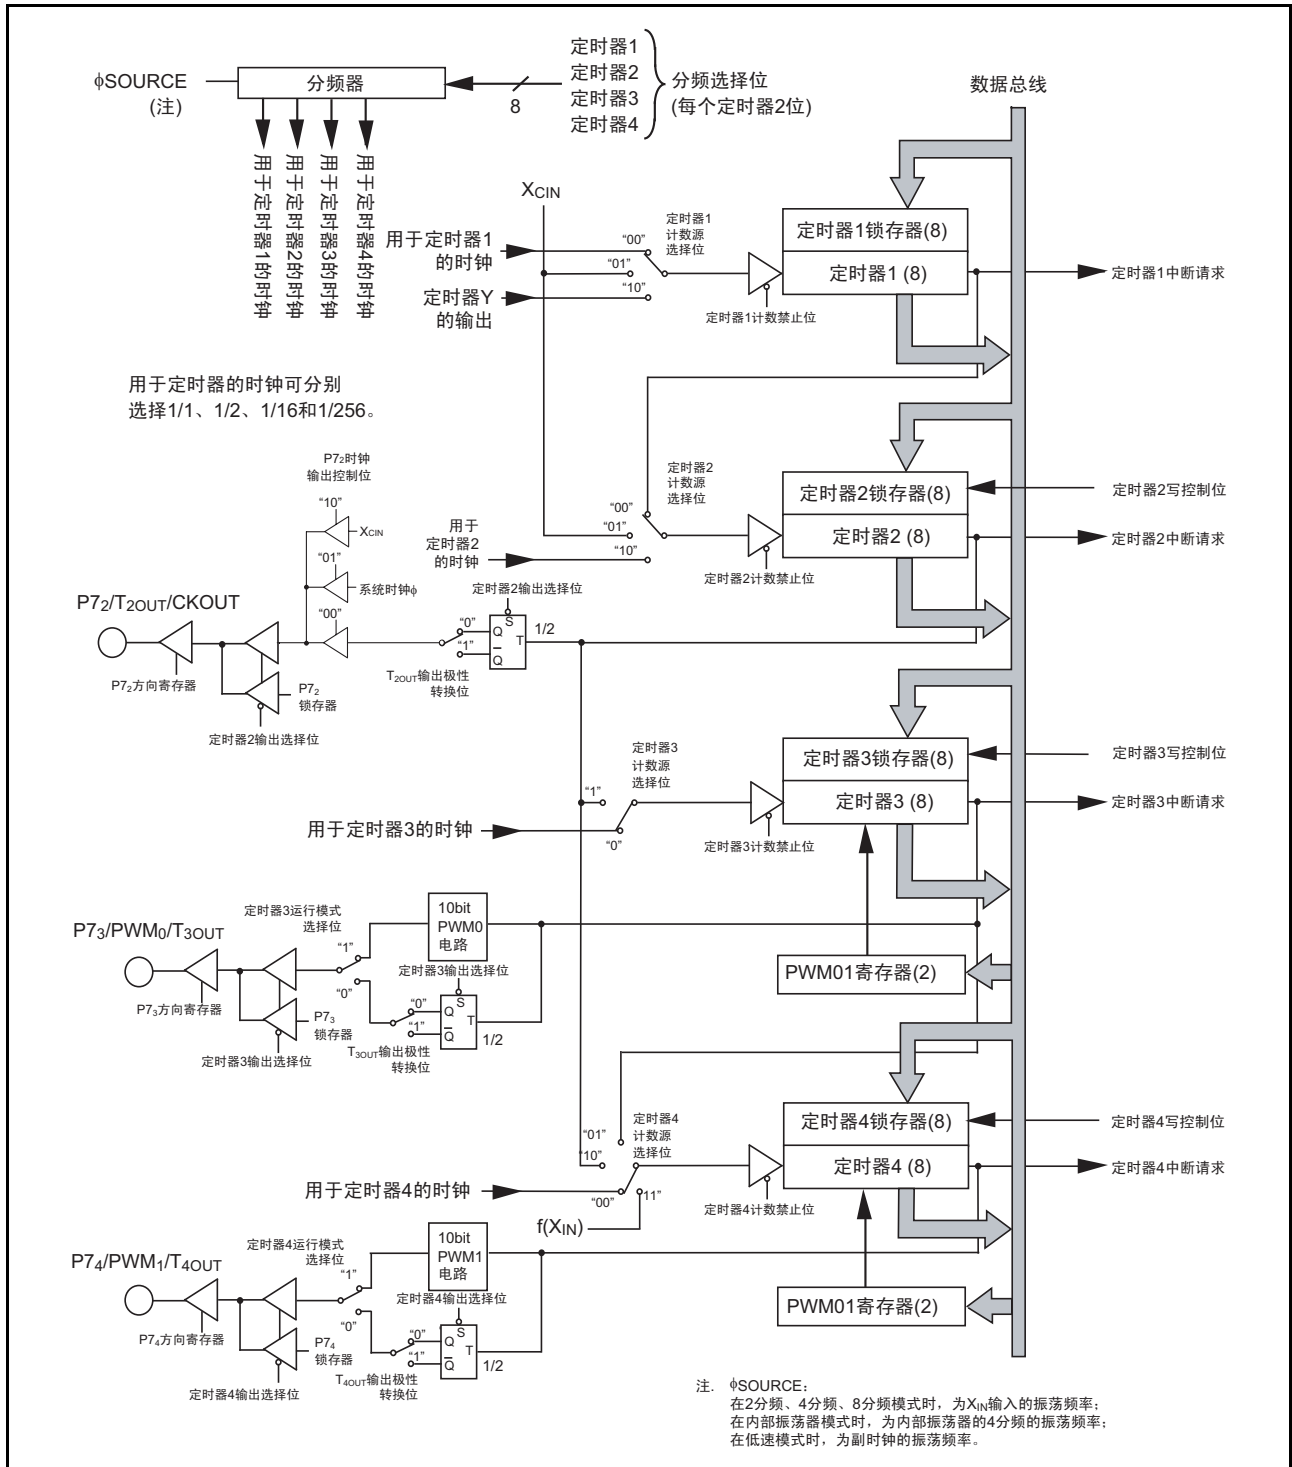 ϕSOURCE
(注)
分频器
8
定时器1
定时器2
定时器3
定时器4
分频选择位
(每个定时器2位)
数据总线
用于定时器1的时钟
用于定时器2的时钟
用于定时器3的时钟
用于定时器4的时钟
XCIN
用于定时器1
的时钟
定时器Y
的输出
“00”
“01”
“10”
定时器1
计数源
选择位
定时器1计数禁止位
定时器1锁存器(8)
定时器1 (8)
定时器1中断请求
用于定时器的时钟可分别
选择1/1、1/2、1/16和1/256。
P72时钟
输出控制位
“10”
XCIN
“01”
系统时钟ϕ
“00”
P72/T2OUT/CKOUT
P72方向寄存器
P72
锁存器
定时器2输出选择位
T2OUT输出极性
转换位
“0”
“1”
定时器2输出选择位
S
Q
T
Q
1/2
用于
定时器2
的时钟
“00”
“01”
“10”
定时器2
计数源
选择位
定时器2计数禁止位
定时器2锁存器(8)
定时器2 (8)
定时器2写控制位
定时器2中断请求
定时器3
计数源
选择位
“1”
“0”
用于定时器3的时钟
定时器3计数禁止位
定时器3锁存器(8)
定时器3 (8)
定时器3写控制位
定时器3中断请求
P73/PWM0/T3OUT
P73方向寄存器
P73
锁存器
定时器3输出选择位
定时器3运行模式
选择位
“1”
“0”
10bit
PWM0
电路
定时器3输出选择位
“0”
“1”
S
Q
T
Q
1/2
T3OUT输出极性
转换位
PWM01寄存器(2)
定时器4
计数源
选择位
“01”
“10”
“00”
11”
用于定时器4的时钟
f(XIN)
定时器4计数禁止位
定时器4锁存器(8)
定时器4 (8)
定时器4写控制位
定时器4中断请求
P74/PWM1/T4OUT
P74方向寄存器
P74
锁存器
定时器4输出选择位
定时器4运行模式
选择位
“1”
“0”
10bit
PWM1
电路
定时器4输出选择位
“0”
“1”
S
Q
T
Q
1/2
T4OUT输出极性
转换位
PWM01寄存器(2)
注. ϕSOURCE：
在2分频、4分频、8分频模式时，为XIN输入的振荡频率；
在内部振荡器模式时，为内部振荡器的4分频的振荡频率；
在低速模式时，为副时钟的振荡频率。